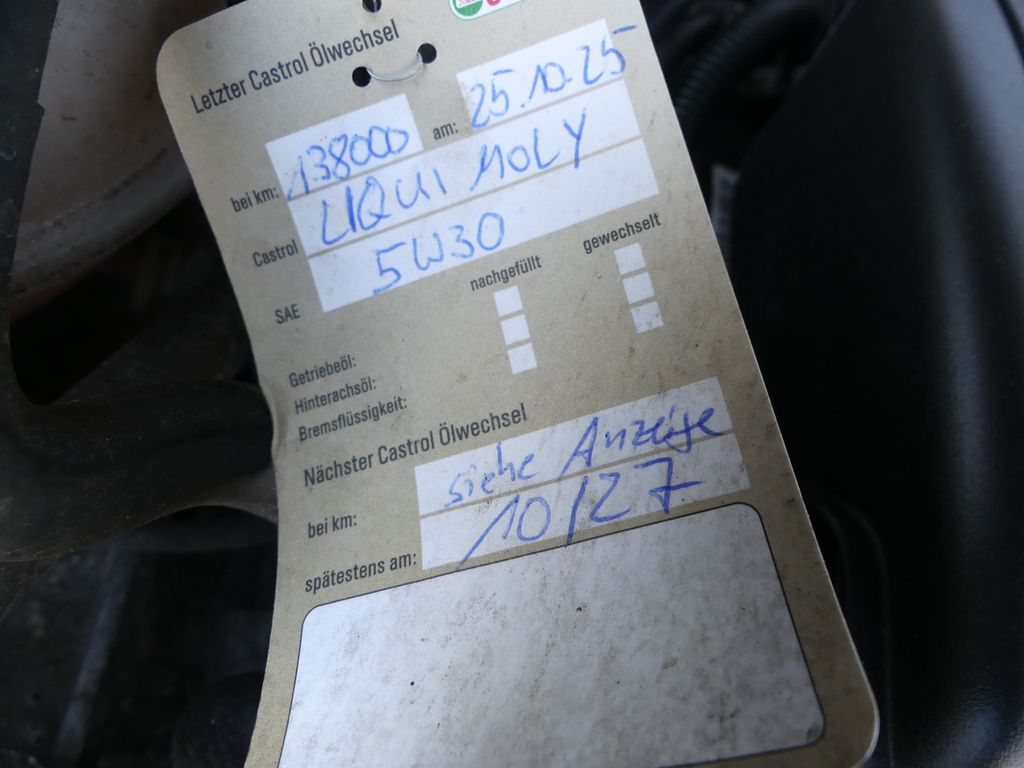 Letzter Castrol Ölwechsel
bei km: 138000 am: 25.10.25
Castrol LIQUI MOLY
SAE 5W30
nachgefüllt gewechselt
Getriebeöl:
Hinterachsöl:
Bremsflüssigkeit:
Nächster Castrol Ölwechsel
bei km: siehe Anzeige
spätestens am: 10/27